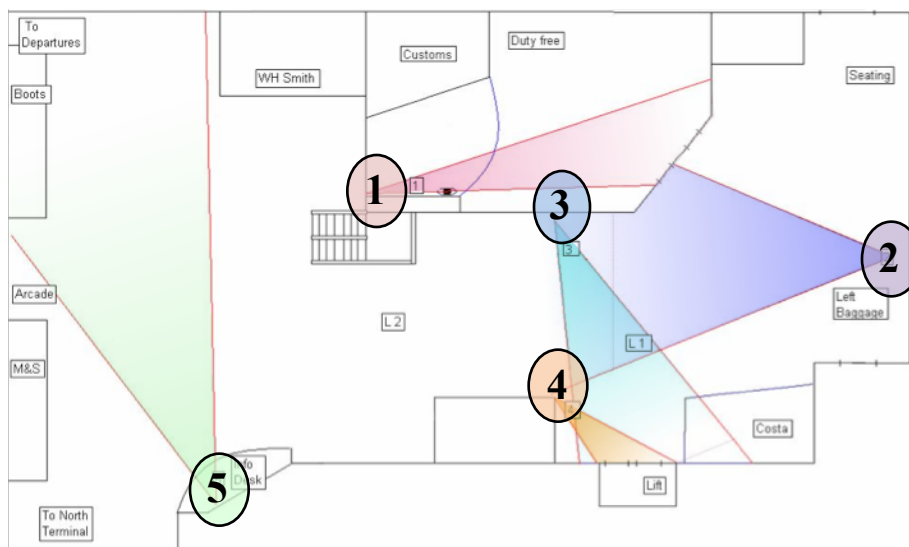 To
Departures
Customs
Duty free
WH Smith
Seating
Boots
1
1
3
3
2
Arcade
Left
Baggage
L 2
L 1
M&S
4
4
Costa
Info
Desk
5
Lift
To North
Terminal